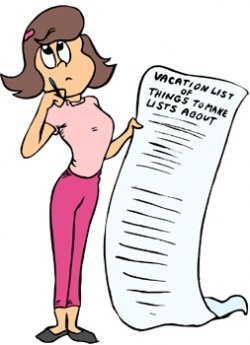 VACATION LIST
OF
THINGS TO MAKE
LISTS ABOUT